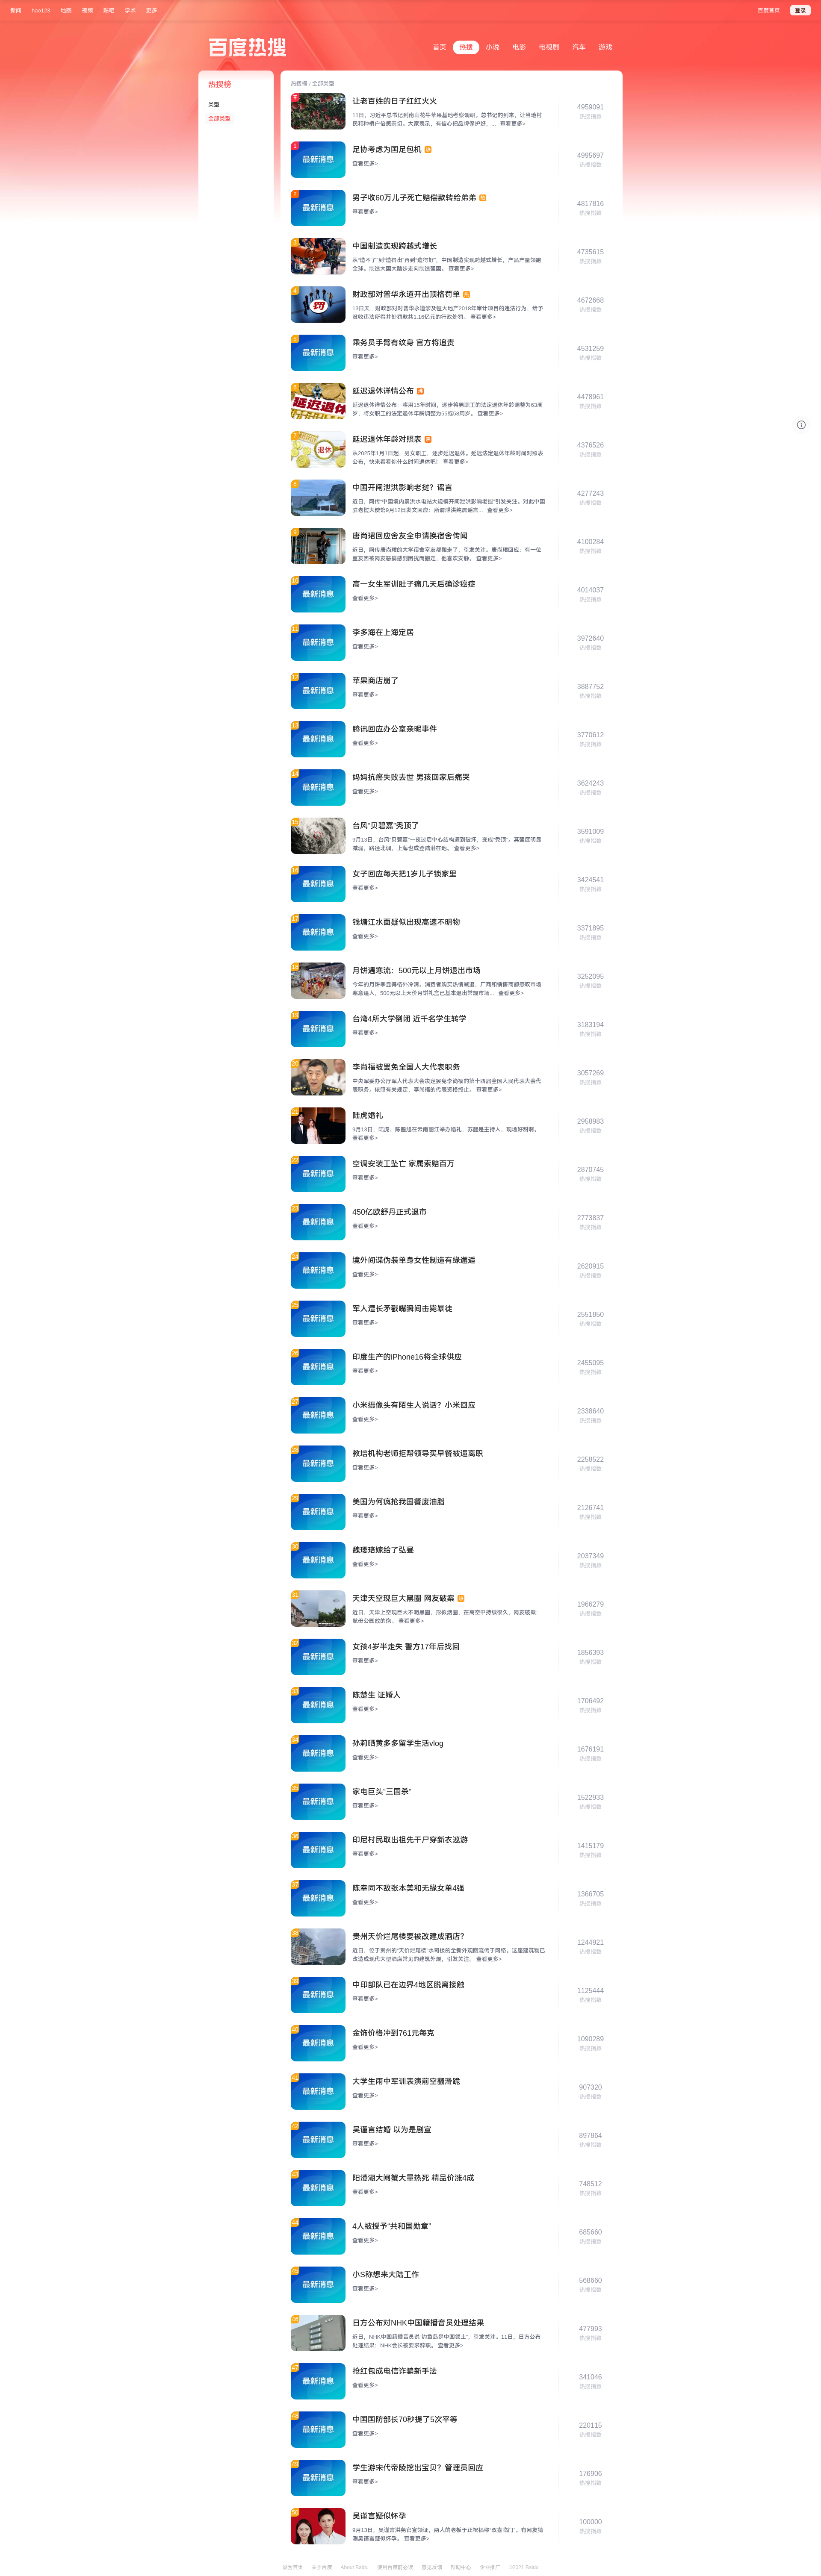 新闻 hao123 地图 视频 贴吧 学术 更多
百度首页 登录
百度热搜
首页 热搜 小说 电影 电视剧 汽车 游戏
热搜榜
类型
全部类型
热搜榜 / 全部类型
让老百姓的日子红红火火
11日,习近平总书记到南山花牛苹果基地考察调研。总书记的到来,让当地村
民和种植户倍感亲切。大家表示,有信心把品牌保护好,... 查看更多>
4959091
热搜指数
1
最新消息
足协考虑为国足包机 热
查看更多>
4995697
热搜指数
2
最新消息
男子收60万儿子死亡赔偿款转给弟弟 热
查看更多>
4817816
热搜指数
中国制造实现跨越式增长
从“造不了”到“造得出”再到“造得好”,中国制造实现跨越式增长,产品产量领跑
全球。制造大国大踏步走向制造强国。 查看更多>
4735615
热搜指数
4
财政部对普华永道开出顶格罚单 热
13日天,财政部对对普华永道涉及恒大地产2018年审计项目的违法行为,给予
没收违法所得并处罚款共1.16亿元的行政处罚。 查看更多>
4672668
热搜指数
5
最新消息
乘务员手臂有纹身 官方将追责
查看更多>
4531259
热搜指数
延迟退休详情公布
延迟退休详情公布:将用15年时间,逐步将男职工的法定退休年龄调整为63周
岁,将女职工的法定退休年龄调整为55或58周岁。 查看更多>
4478961
热搜指数
延迟退休年龄对照表
从2025年1月1日起,男女职工,逐步延迟退休。延迟法定退休年龄时间对照表
公布,快来看看你什么时间退休吧! 查看更多>
4376526
热搜指数
8
中国开闸泄洪影响老挝?谣言
近日,网传“中国境内景洪水电站大规模开闸泄洪影响老挝”引发关注。对此中国
驻老挝大使馆9月12日发文回应:所谓泄洪纯属谣言... 查看更多>
4277243
热搜指数
唐尚珺回应舍友全申请换宿舍传闻
近日,网传唐尚珺的大学宿舍室友都搬走了,引发关注。唐尚珺回应:有一位
室友因被网友恶搞感到困扰而搬走,他喜欢安静。 查看更多>
4100284
热搜指数
10
最新消息
高一女生军训肚子痛几天后确诊癌症
查看更多>
4014037
热搜指数
11
最新消息
李多海在上海定居
查看更多>
3972640
热搜指数
12
最新消息
苹果商店崩了
查看更多>
3887752
热搜指数
13
最新消息
腾讯回应办公室亲昵事件
查看更多>
3770612
热搜指数
14
最新消息
妈妈抗癌失败去世 男孩回家后痛哭
查看更多>
3624243
热搜指数
15
台风“贝碧嘉”秃顶了
9月13日,台风“贝碧嘉”一夜过后中心结构遭到破坏,变成“秃顶”。其强度明显
减弱,路径北调,上海也成登陆潜在地。 查看更多>
3591009
热搜指数
16
最新消息
女子回应每天把1岁儿子锁家里
查看更多>
3424541
热搜指数
17
最新消息
钱塘江水面疑似出现高速不明物
查看更多>
3371895
热搜指数
18
月饼遇寒流:500元以上月饼退出市场
今年的月饼季显得格外冷清。消费者购买热情减退,厂商和销售商都感叹市场
寒意逼人,500元以上天价月饼礼盒已基本退出常规市场... 查看更多>
3252095
热搜指数
19
最新消息
台湾4所大学倒闭 近千名学生转学
查看更多>
3183194
热搜指数
20
李尚福被罢免全国人大代表职务
中央军委办公厅军人代表大会决定罢免李尚福的第十四届全国人民代表大会代
表职务。依照有关规定,李尚福的代表资格终止。 查看更多>
3057269
热搜指数
21
陆虎婚礼
9月13日,陆虎、陈丽旭在云南丽江举办婚礼,苏醒是主持人,现场好甜啊。
查看更多>
2958983
热搜指数
22
最新消息
空调安装工坠亡 家属索赔百万
查看更多>
2870745
热搜指数
23
最新消息
450亿欧舒丹正式退市
查看更多>
2773837
热搜指数
24
最新消息
境外间谍伪装单身女性制造有缘邂逅
查看更多>
2620915
热搜指数
25
最新消息
军人遭长矛戳嘴瞬间击毙暴徒
查看更多>
2551850
热搜指数
26
最新消息
印度生产的iPhone16将全球供应
查看更多>
2455095
热搜指数
27
最新消息
小米摄像头有陌生人说话?小米回应
查看更多>
2338640
热搜指数
28
最新消息
教培机构老师拒帮领导买早餐被逼离职
查看更多>
2258522
热搜指数
29
最新消息
美国为何疯抢我国餐废油脂
查看更多>
2126741
热搜指数
30
最新消息
魏璎珞嫁给了弘昼
查看更多>
2037349
热搜指数
31
天津天空现巨大黑圈 网友破案 热
近日,天津上空现巨大不明黑圈,形似烟圈,在高空中持续很久,网友破案:
航母公园放的炮。 查看更多>
1966279
热搜指数
32
最新消息
女孩4岁半走失 警方17年后找回
查看更多>
1856393
热搜指数
33
最新消息
陈楚生 证婚人
查看更多>
1706492
热搜指数
34
最新消息
孙莉晒黄多多留学生活vlog
查看更多>
1676191
热搜指数
35
最新消息
家电巨头“三国杀”
查看更多>
1522933
热搜指数
36
最新消息
印尼村民取出祖先干尸穿新衣巡游
查看更多>
1415179
热搜指数
37
最新消息
陈幸同不敌张本美和无缘女单4强
查看更多>
1366705
热搜指数
38
贵州天价烂尾楼要被改建成酒店?
近日,位于贵州的“天价烂尾楼”水司楼的全新外观图流传于网络。这座建筑物已
改造成现代大型酒店常见的建筑外观,引发关注。 查看更多>
1244921
热搜指数
39
最新消息
中印部队已在边界4地区脱离接触
查看更多>
1125444
热搜指数
40
最新消息
金饰价格冲到761元每克
查看更多>
1090289
热搜指数
41
最新消息
大学生雨中军训表演前空翻滑跪
查看更多>
907320
热搜指数
42
最新消息
吴谨言结婚 以为是剧宣
查看更多>
897864
热搜指数
43
最新消息
阳澄湖大闸蟹大量热死 精品价涨4成
查看更多>
748512
热搜指数
44
最新消息
4人被授予“共和国勋章”
查看更多>
685660
热搜指数
45
最新消息
小S称想来大陆工作
查看更多>
568660
热搜指数
46
日方公布对NHK中国籍播音员处理结果
近日,NHK中国籍播音员说“钓鱼岛是中国领土”,引发关注。11日,日方公布
处理结果:NHK会长被要求辞职。 查看更多>
477993
热搜指数
47
最新消息
抢红包成电信诈骗新手法
查看更多>
341046
热搜指数
48
最新消息
中国国防部长70秒提了5次平等
查看更多>
220115
热搜指数
49
最新消息
学生游宋代帝陵挖出宝贝?管理员回应
查看更多>
176906
热搜指数
50
吴谨言疑似怀孕
9月13日,吴谨言洪尧官宣领证,两人的老板于正祝福称“双喜临门”。有网友猜
测吴谨言疑似怀孕。 查看更多>
100000
热搜指数
设为首页 关于百度 About Baidu 使用百度前必读 意见反馈 帮助中心 企业推广 ©2021 Baidu